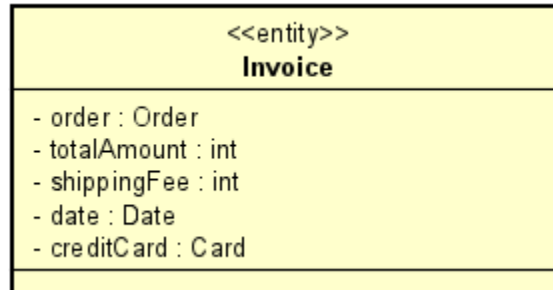 <<entity>>
Invoice
- order : Order
- totalAmount : int
- shippingFee : int
- date : Date
- creditCard : Card